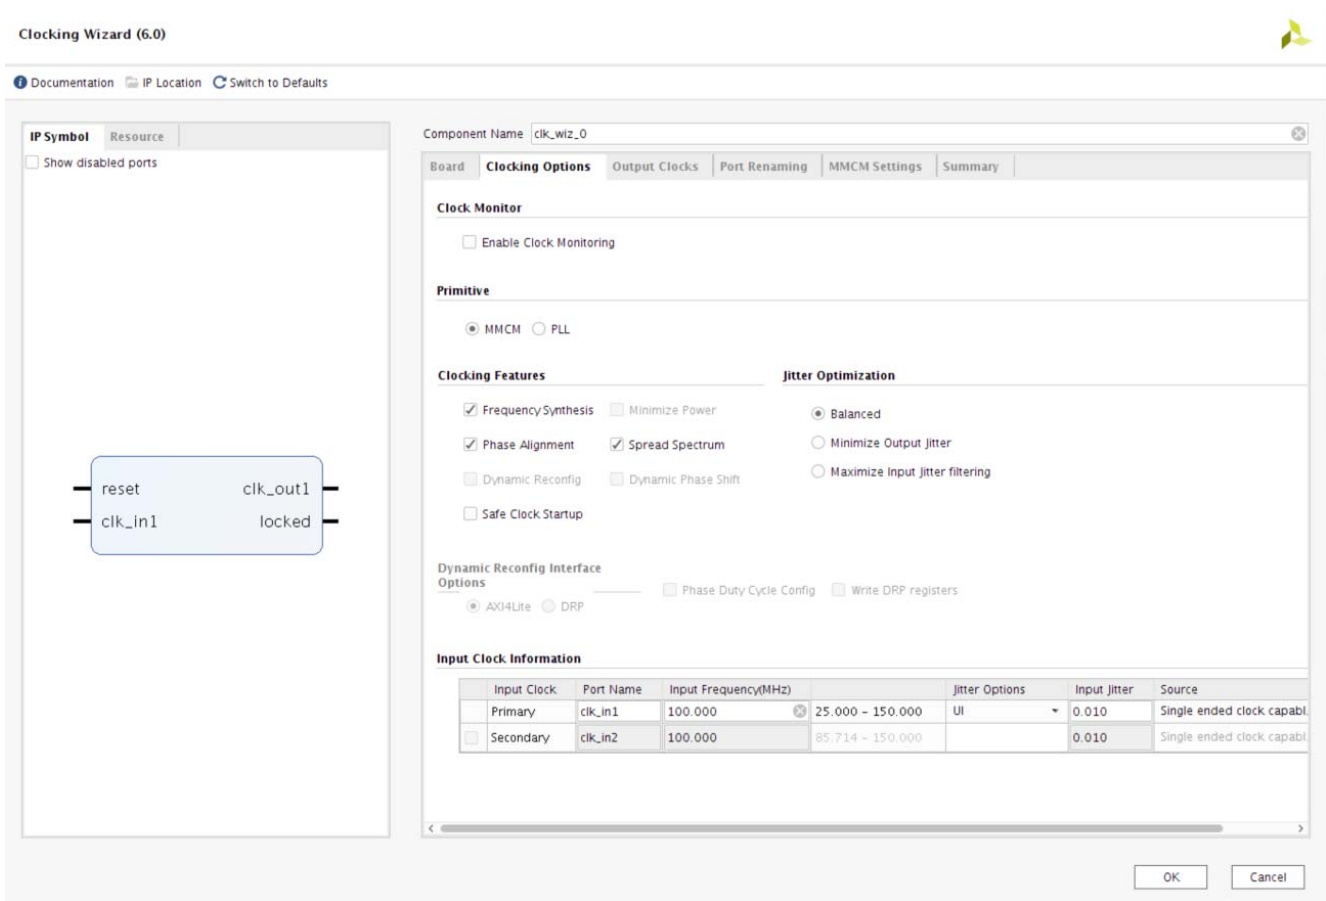 Clocking Wizard (6.0)
Documentation IP Location Switch to Defaults
IP Symbol Resource
Show disabled ports
reset clk_out1
clk_in1 locked
Component Name clk_wiz_0
Board Clocking Options Output Clocks Port Renaming MMCM Settings Summary
Clock Monitor
Enable Clock Monitoring
Primitive
MMCM PLL
Clocking Features Jitter Optimization
Frequency Synthesis Minimize Power Balanced
Phase Alignment Spread Spectrum Minimize Output Jitter
Dynamic Reconfig Dynamic Phase Shift Maximize Input Jitter filtering
Safe Clock Startup
Dynamic Reconfig Interface
Options
Phase Duty Cycle Config Write DRP registers
AXI4Lite DRP
Input Clock Information
Input Clock Port Name Input Frequency(MHz) Jitter Options Input Jitter Source
Primary clk_in1 100.000 25.000 - 150.000 UI 0.010 Single ended clock capabl.
Secondary clk_in2 100.000 85.714 - 150.000 0.010 Single ended clock capabl.
OK Cancel